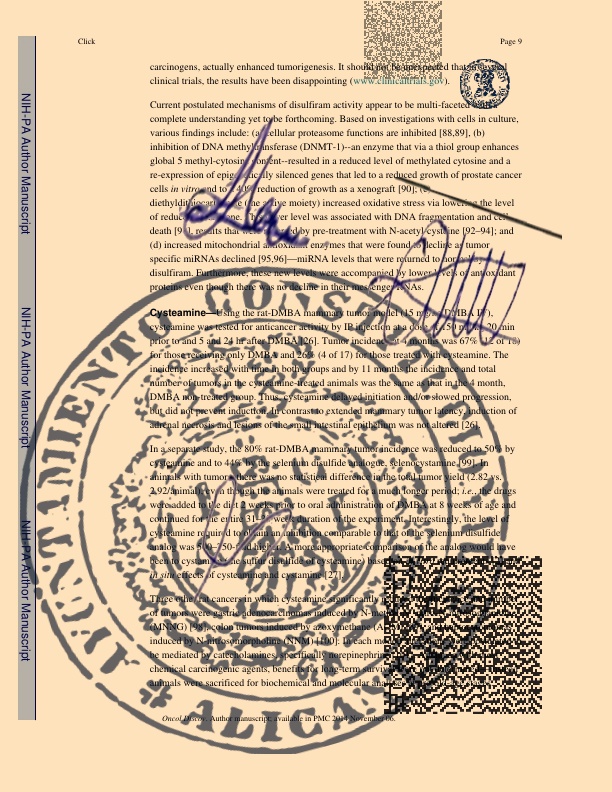 Click
Page 9
carcinogens, actually enhanced tumorigenesis. It should not be unexpected that in several
clinical trials, the results have been disappointing (www.clinicaltrials.gov).
Current postulated mechanisms of disulfiram activity appear to be multi-faceted with a
complete understanding yet to be forthcoming. Based on investigations with cells in culture,
various findings include: (a) cellular proteasome functions are inhibited [88,89], (b)
inhibition of DNA methyltransferase (DNMT-1)--an enzyme that via a thiol group enhances
global 5 methyl-cytosine content--resulted in a reduced level of methylated cytosine and a
re-expression of epigenetically silenced genes that led to a reduced growth of prostate cancer
cells in vitro and to a 40% reduction of growth as a xenograft [90]; (c)
diethyldithiocarbamate (the active moiety) increased oxidative stress via lowering the level
of reduced This lower level was associated with DNA fragmentation and cell
death [91], results that were by pre-treatment with N-acetyl cysteine [92–94]; and
(d) increased mitochondrial antioxidant enzymes that were found to decline as tumor
specific miRNAs declined [95,96]—miRNA levels that were returned to by
disulfiram. Furthermore, these new levels were accompanied by lower levels of antioxidant
proteins even though there was no decline in their messenger RNAs.
Cysteamine—Using the rat-DMBA mammary tumor model (15 mg DMBA IP),
cysteamine was tested for anticancer activity by IP injection at a dose 20 min
prior to and 5 and 24 hr after DMBA [26]. Tumor incidence at 4 months was 67% (12 of 18)
for those receiving only DMBA and 26% (4 of 17) for those treated with cysteamine. The
incidence increased with time in both groups and by 11 months the incidence and total
number of tumors in the cysteamine-treated animals was the same as that in the 4 month,
DMBA non-treated group. Thus, cysteamine delayed initiation and/or slowed progression,
but did not prevent induction. In contrast to extended mammary tumor latency, induction of
adrenal necrosis and lesions of the small intestinal epithelium was not altered [26].
In a separate study, the 80% rat-DMBA mammary tumor incidence was reduced to 50% by
cysteamine and to 44% by the selenium disulfide analogue, selenocystamine [99]. In
animals with tumors there was no statistical difference in the total tumor yield (2.82 vs.
2.92/animal) even though the animals were treated for a much longer period; i.e., the drugs
were added to the diet 2 weeks prior to oral administration of DMBA at 8 weeks of age and
continued for the entire 31- week duration of the experiment. Interestingly, the level of
cysteamine required to obtain an inhibition comparable to that of the selenium disulfide
analog was 500–750-fold higher. A more appropriate comparison of the analog would have
been to cystamine (the sulfur disulfide of cysteamine) based
in situ effects of cysteamine and cystamine [27].
Three other rat cancers in which cysteamine significantly
of tumors were gastric adenocarcinomas induced by
(MNNG) [98], colon tumors induced by azoxymethane
induced by N-nitrosomorpholine (NNM) [100]. In each
be mediated by catecholamines, specifically norepinephrine
chemical carcinogenic agents, benefits for long-term
animals were sacrificed for biochemical and molecular
Oncol Discov. Author manuscript; available in PMC 2014 November 06.
NIH-PA Author Manuscript
NIH-PA Author Manuscript
NIH-PA Author Manuscript
AYUNTAMIENTO CONST
ALICA